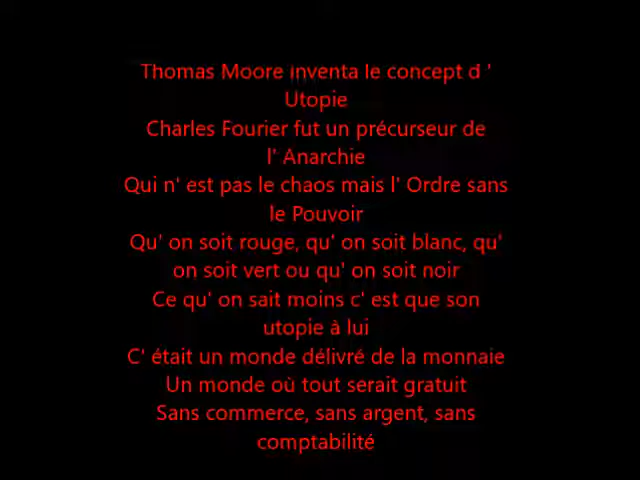 Thomas Moore inventa le concept d '
Utopie
Charles Fourier fut un précurseur de
l' Anarchie
Qui n' est pas le chaos mais l' Ordre sans
le Pouvoir
Qu' on soit rouge, qu' on soit blanc, qu'
on soit vert ou qu' on soit noir
Ce qu' on sait moins c' est que son
utopie à lui
C' était un monde délivré de la monnaie
Un monde où tout serait gratuit
Sans commerce, sans argent, sans
comptabilité